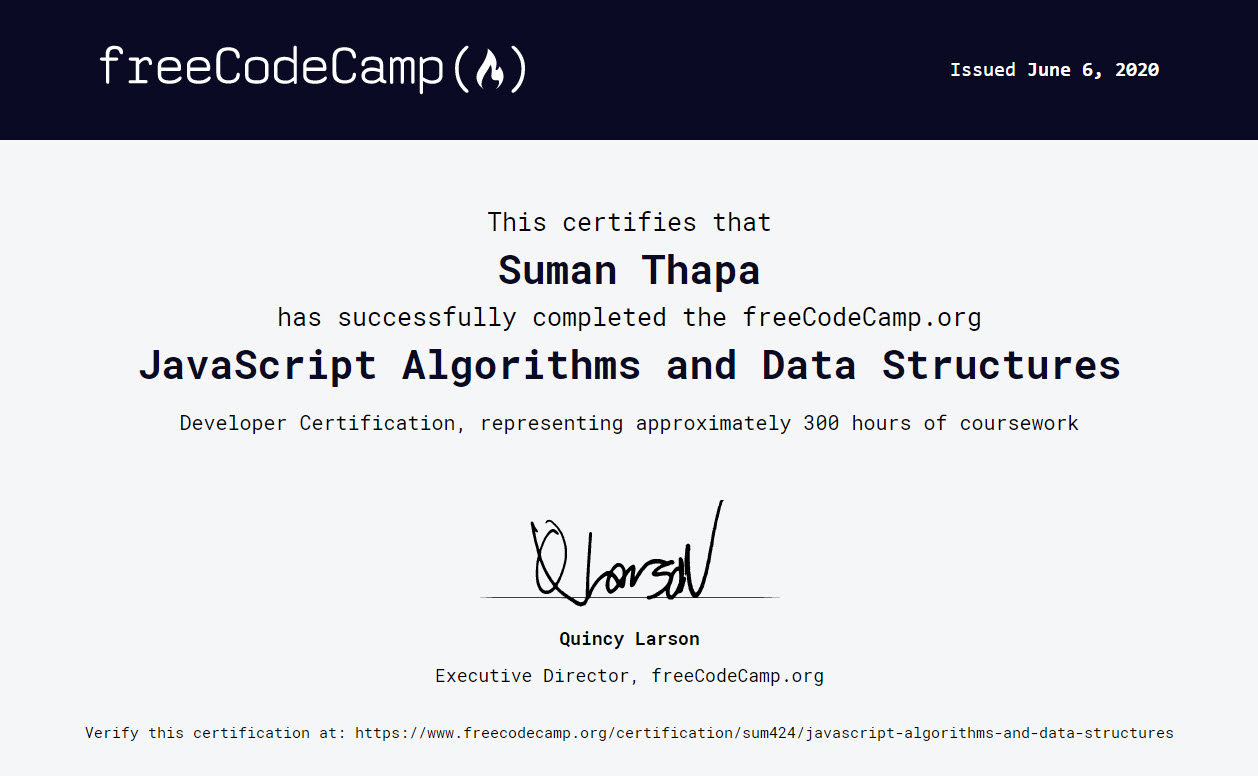 freeCodeCamp(🔥)
Issued June 6, 2020
This certifies that
Suman Thapa
has successfully completed the freeCodeCamp.org
JavaScript Algorithms and Data Structures
Developer Certification, representing approximately 300 hours of coursework
Q Larson
Quincy Larson
Executive Director, freeCodeCamp.org
Verify this certification at: https://www.freecodecamp.org/certification/sum424/javascript-algorithms-and-data-structures